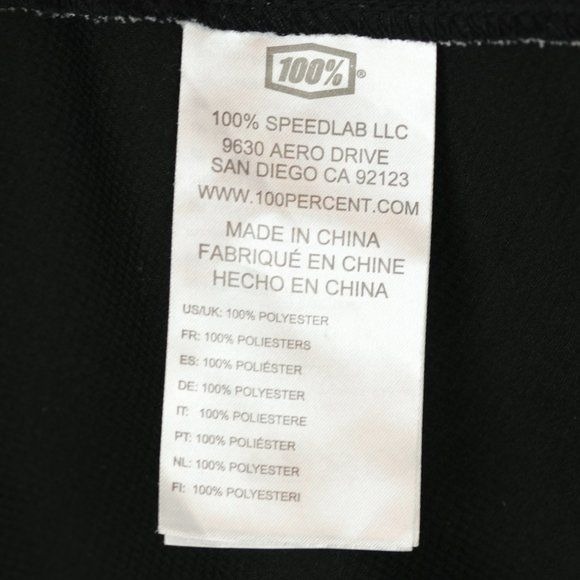 100%®
100% SPEEDLAB LLC
9630 AERO DRIVE
SAN DIEGO CA 92123
WWW.100PERCENT.COM
MADE IN CHINA
FABRIQUÉ EN CHINE
HECHO EN CHINA
US/UK: 100% POLYESTER
FR: 100% POLIESTERS
ES: 100% POLIÉSTER
DE: 100% POLYESTER
IT: 100% POLIESTERE
PT: 100% POLIÉSTER
NL: 100% POLYESTER
FI: 100% POLYESTERI